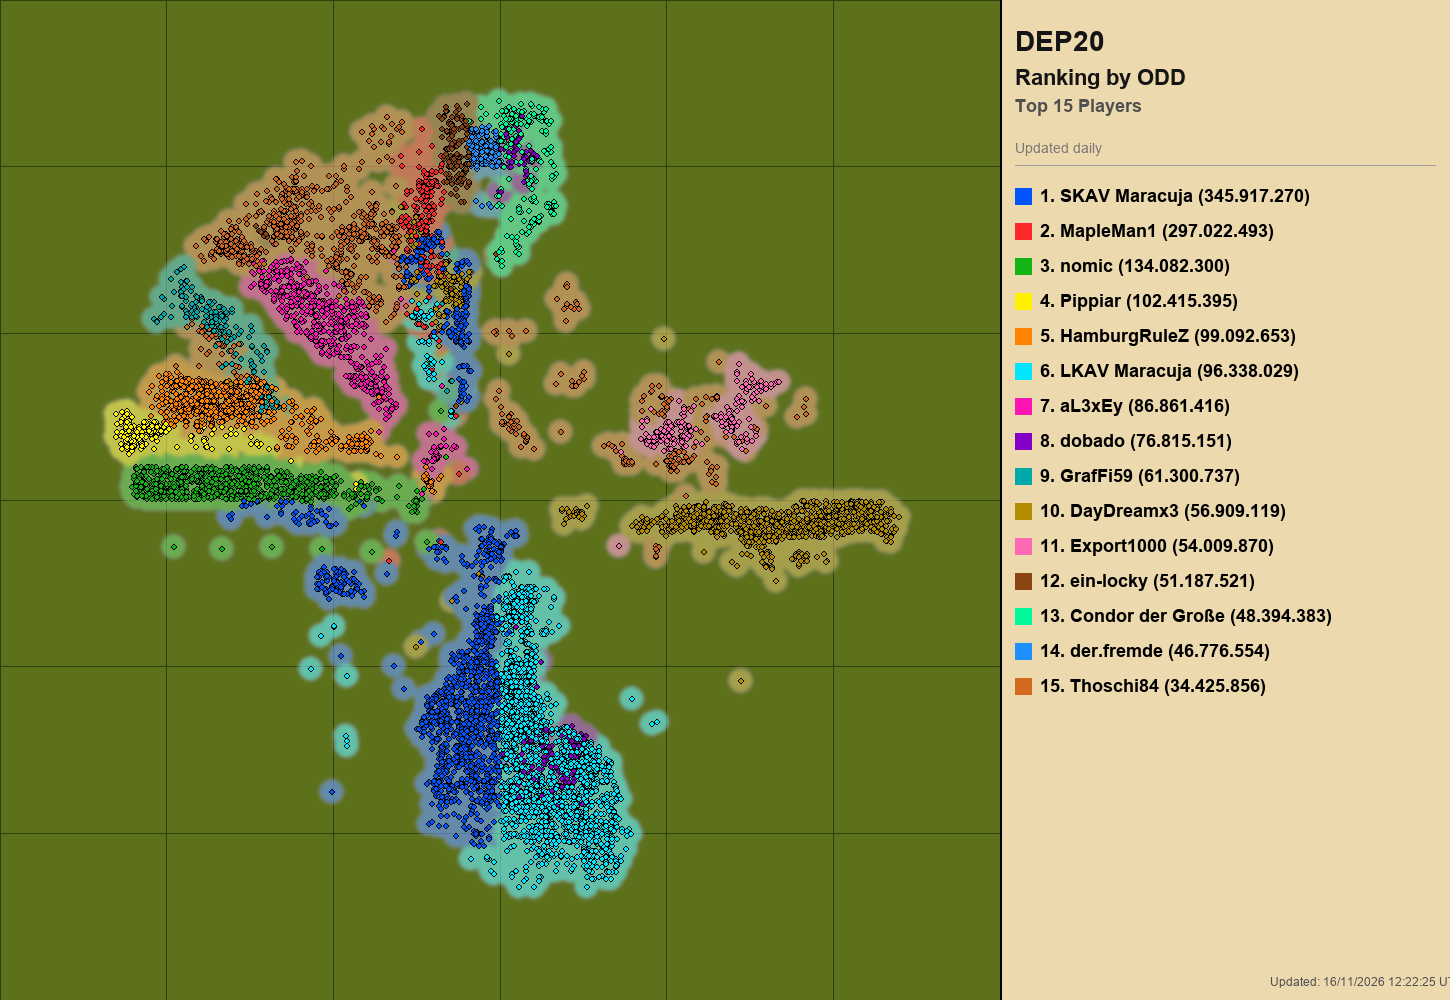 DEP20
Ranking by ODD
Top 15 Players
Updated daily
1. SKAV Maracuja (345.917.270)
2. MapleMan1 (297.022.493)
3. nomic (134.082.300)
4. Pippiar (102.415.395)
5. HamburgRuleZ (99.092.653)
6. LKAV Maracuja (96.338.029)
7. aL3xEy (86.861.416)
8. dobado (76.815.151)
9. GrafFi59 (61.300.737)
10. DayDreamx3 (56.909.119)
11. Export1000 (54.009.870)
12. ein-locky (51.187.521)
13. Condor der Große (48.394.383)
14. der.fremde (46.776.554)
15. Thoschi84 (34.425.856)
Updated: 16/11/2026 12:22:25